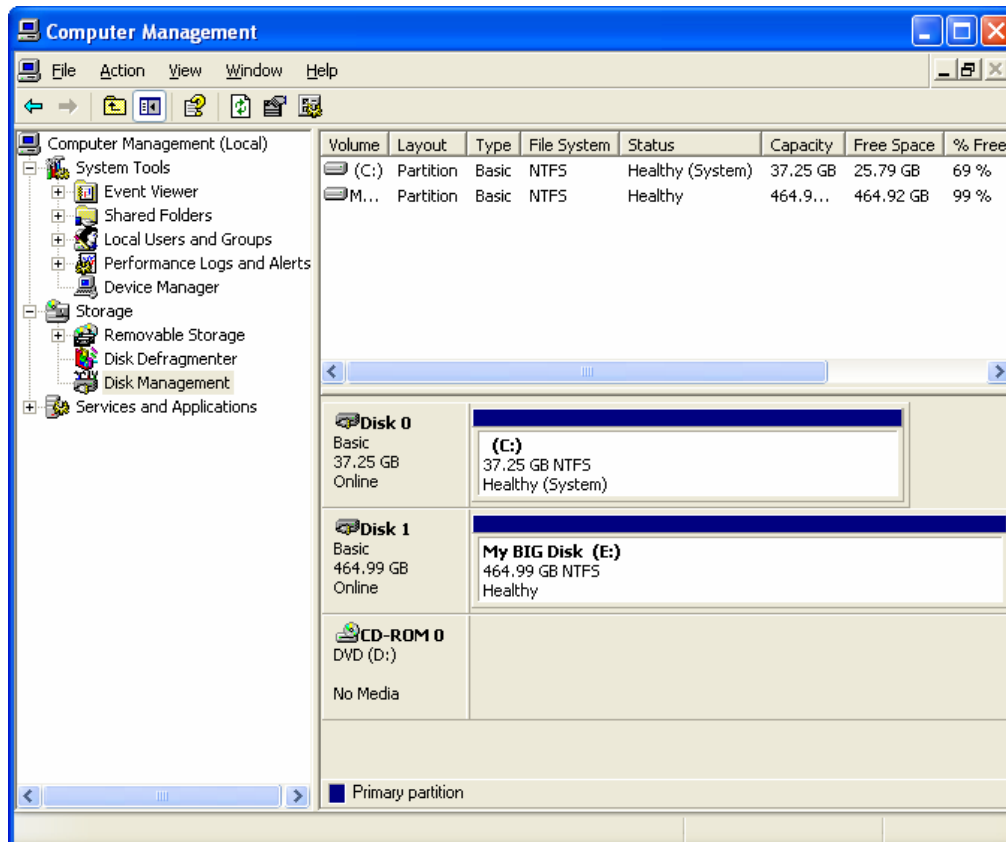 Computer Management
File Action View Window Help
Computer Management (Local)
System Tools
Event Viewer
Shared Folders
Local Users and Groups
Performance Logs and Alerts
Device Manager
Storage
Removable Storage
Disk Defragmenter
Disk Management
Services and Applications
Volume Layout Type File System Status Capacity Free Space % Free
(C:) Partition Basic NTFS Healthy (System) 37.25 GB 25.79 GB 69 %
M... Partition Basic NTFS Healthy 464.9... 464.92 GB 99 %
Disk 0
Basic
37.25 GB
Online
(C:)
37.25 GB NTFS
Healthy (System)
Disk 1
Basic
464.99 GB
Online
My BIG Disk (E:)
464.99 GB NTFS
Healthy
CD-ROM 0
DVD (D:)
No Media
Primary partition